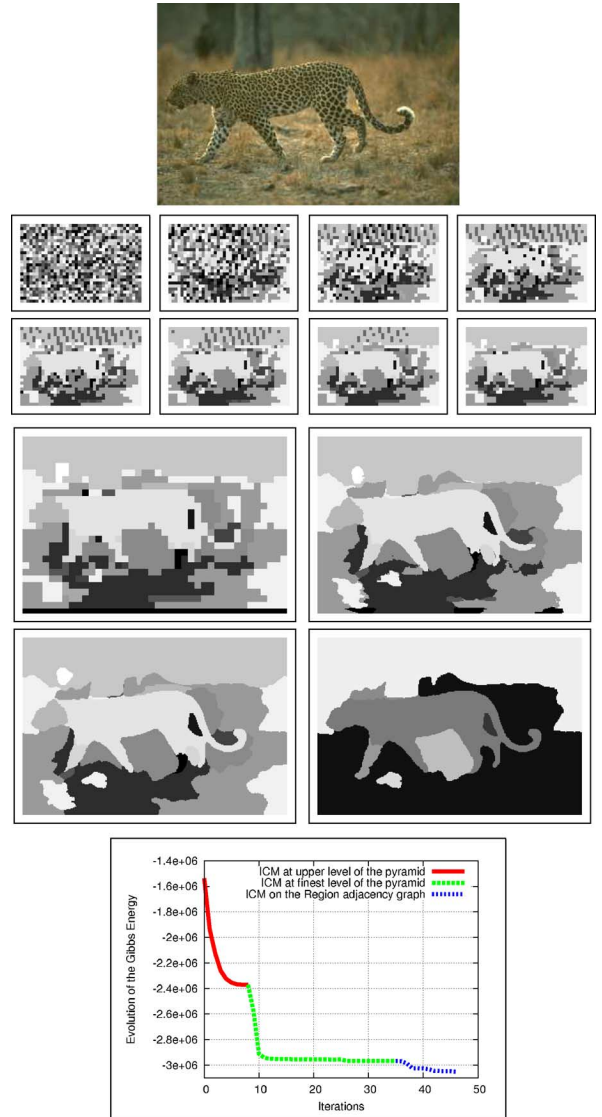 -1.4e+06
-1.6e+06
-1.8e+06
-2e+06
-2.2e+06
-2.4e+06
-2.6e+06
-2.8e+06
-3e+06
Evolution of the Gibbs Energy
ICM at upper level of the pyramid
ICM at finest level of the pyramid
ICM on the Region adjacency graph
0 10 20 30 40 50
Iterations